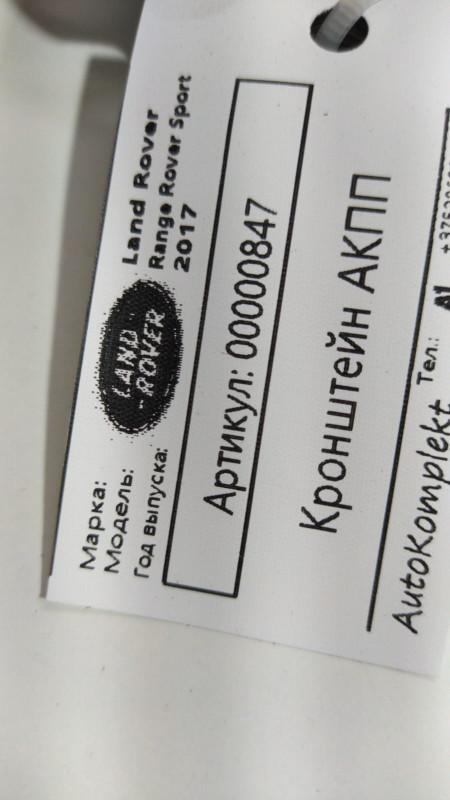 Марка: Land Rover
Модель: Range Rover Sport
Год выпуска: 2017
LAND
-ROVER
Артикул: 00000847
Кронштейн АКПП
AutoKomplekt Тел.: